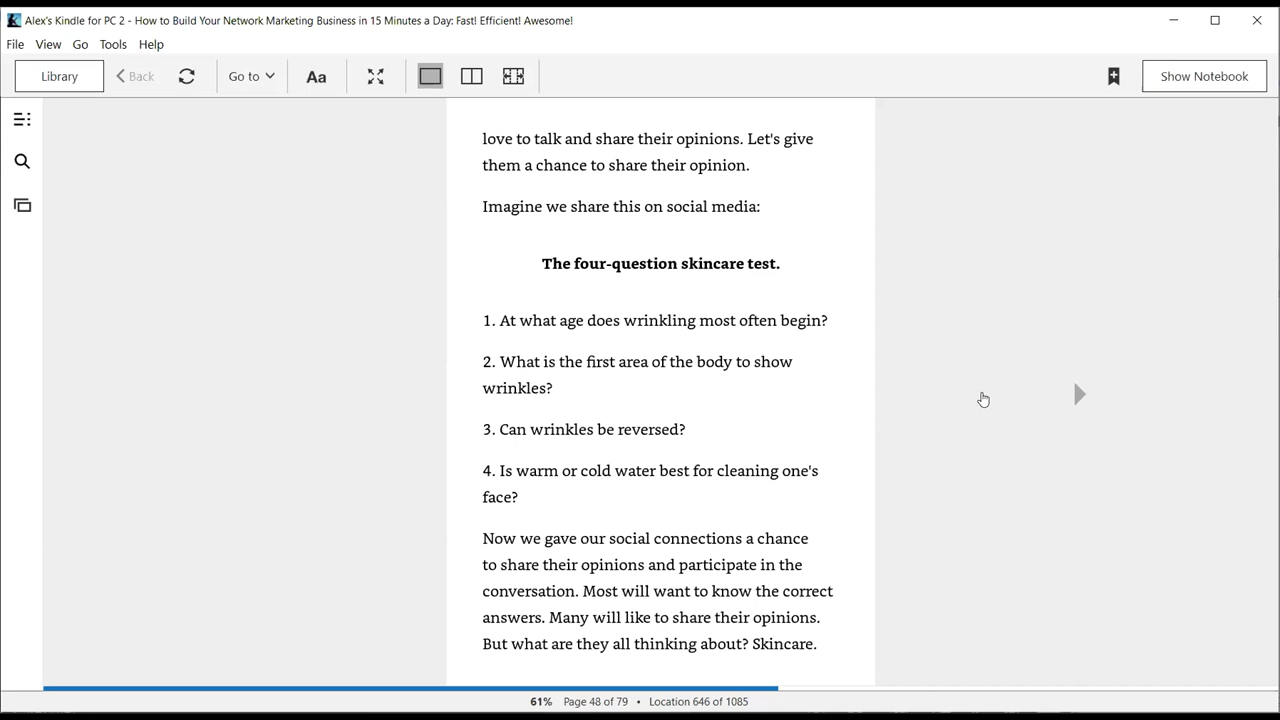 Alex's Kindle for PC 2 - How to Build Your Network Marketing Business in 15 Minutes a Day: Fast! Efficient! Awesome!
File View Go Tools Help
Library Back Go to Aa Show Notebook
love to talk and share their opinions. Let's give
them a chance to share their opinion.
Imagine we share this on social media:
The four-question skincare test.
1. At what age does wrinkling most often begin?
2. What is the first area of the body to show
wrinkles?
3. Can wrinkles be reversed?
4. Is warm or cold water best for cleaning one's
face?
Now we gave our social connections a chance
to share their opinions and participate in the
conversation. Most will want to know the correct
answers. Many will like to share their opinions.
But what are they all thinking about? Skincare.
61% Page 48 of 79 • Location 646 of 1085